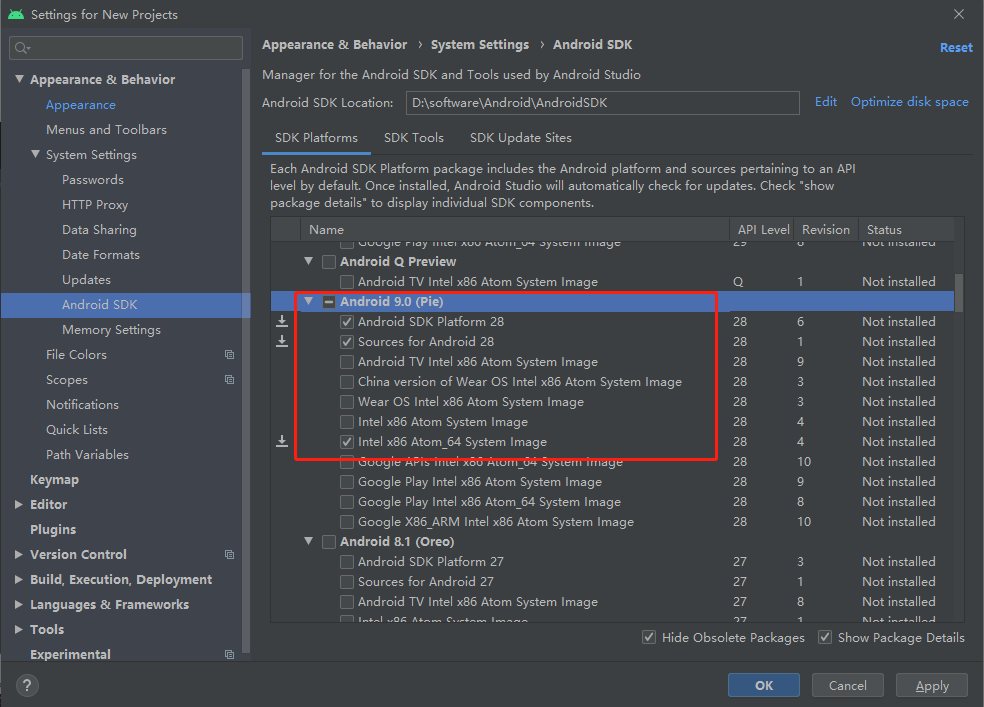 Settings for New Projects
Appearance & Behavior
Appearance
Menus and Toolbars
System Settings
Passwords
HTTP Proxy
Data Sharing
Date Formats
Updates
Android SDK
Memory Settings
File Colors
Scopes
Notifications
Quick Lists
Path Variables
Keymap
Editor
Plugins
Version Control
Build, Execution, Deployment
Languages & Frameworks
Tools
Experimental
Appearance & Behavior › System Settings › Android SDK
Reset
Manager for the Android SDK and Tools used by Android Studio
Android SDK Location: D:\software\Android\AndroidSDK Edit Optimize disk space
SDK Platforms SDK Tools SDK Update Sites
Each Android SDK Platform package includes the Android platform and sources pertaining to an API
level by default. Once installed, Android Studio will automatically check for updates. Check "show
package details" to display individual SDK components.
Name API Level Revision Status
Google Play Intel x86 Atom_64 System Image 29 8 Not installed
Android Q Preview
Android TV Intel x86 Atom System Image Q 1 Not installed
Android 9.0 (Pie)
Android SDK Platform 28 28 6 Not installed
Sources for Android 28 28 1 Not installed
Android TV Intel x86 Atom System Image 28 9 Not installed
China version of Wear OS Intel x86 Atom System Image 28 3 Not installed
Wear OS Intel x86 Atom System Image 28 3 Not installed
Intel x86 Atom System Image 28 4 Not installed
Intel x86 Atom_64 System Image 28 4 Not installed
Google APIs Intel x86 Atom_64 System Image 28 10 Not installed
Google Play Intel x86 Atom System Image 28 9 Not installed
Google Play Intel x86 Atom_64 System Image 28 8 Not installed
Google X86_ARM Intel x86 Atom System Image 28 10 Not installed
Android 8.1 (Oreo)
Android SDK Platform 27 27 3 Not installed
Sources for Android 27 27 1 Not installed
Android TV Intel x86 Atom System Image 27 8 Not installed
Intel x86 Atom System Image 27 1 Not installed
Hide Obsolete Packages Show Package Details
?
OK Cancel Apply